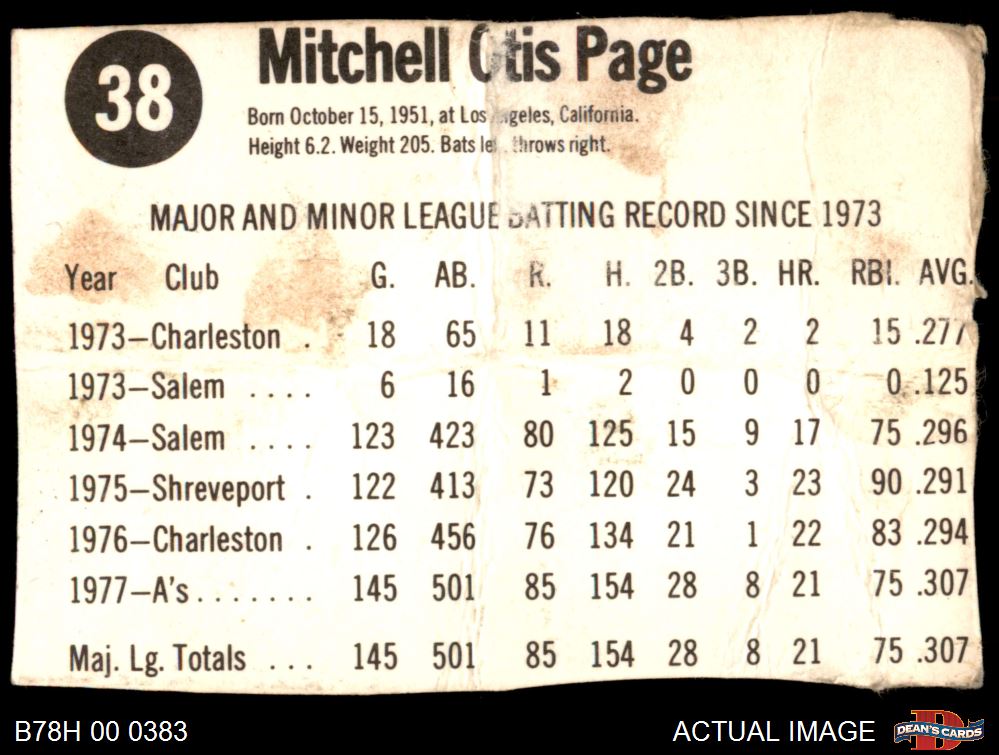 38
Mitchell Otis Page
Born October 15, 1951, at Los Angeles, California.
Height 6.2. Weight 205. Bats left, throws right.
MAJOR AND MINOR LEAGUE BATTING RECORD SINCE 1973
Year Club G. AB. R. H. 2B. 3B. HR. RBI. AVG.
1973—Charleston . 18 65 11 18 4 2 2 15 .277
1973—Salem .... 6 16 1 2 0 0 0 0 .125
1974—Salem .... 123 423 80 125 15 9 17 75 .296
1975—Shreveport . 122 413 73 120 24 3 23 90 .291
1976—Charleston . 126 456 76 134 21 1 22 83 .294
1977—A's....... 145 501 85 154 28 8 21 75 .307
Maj. Lg. Totals ... 145 501 85 154 28 8 21 75 .307
B78H 00 0383 ACTUAL IMAGE D DEAN'S CARDS